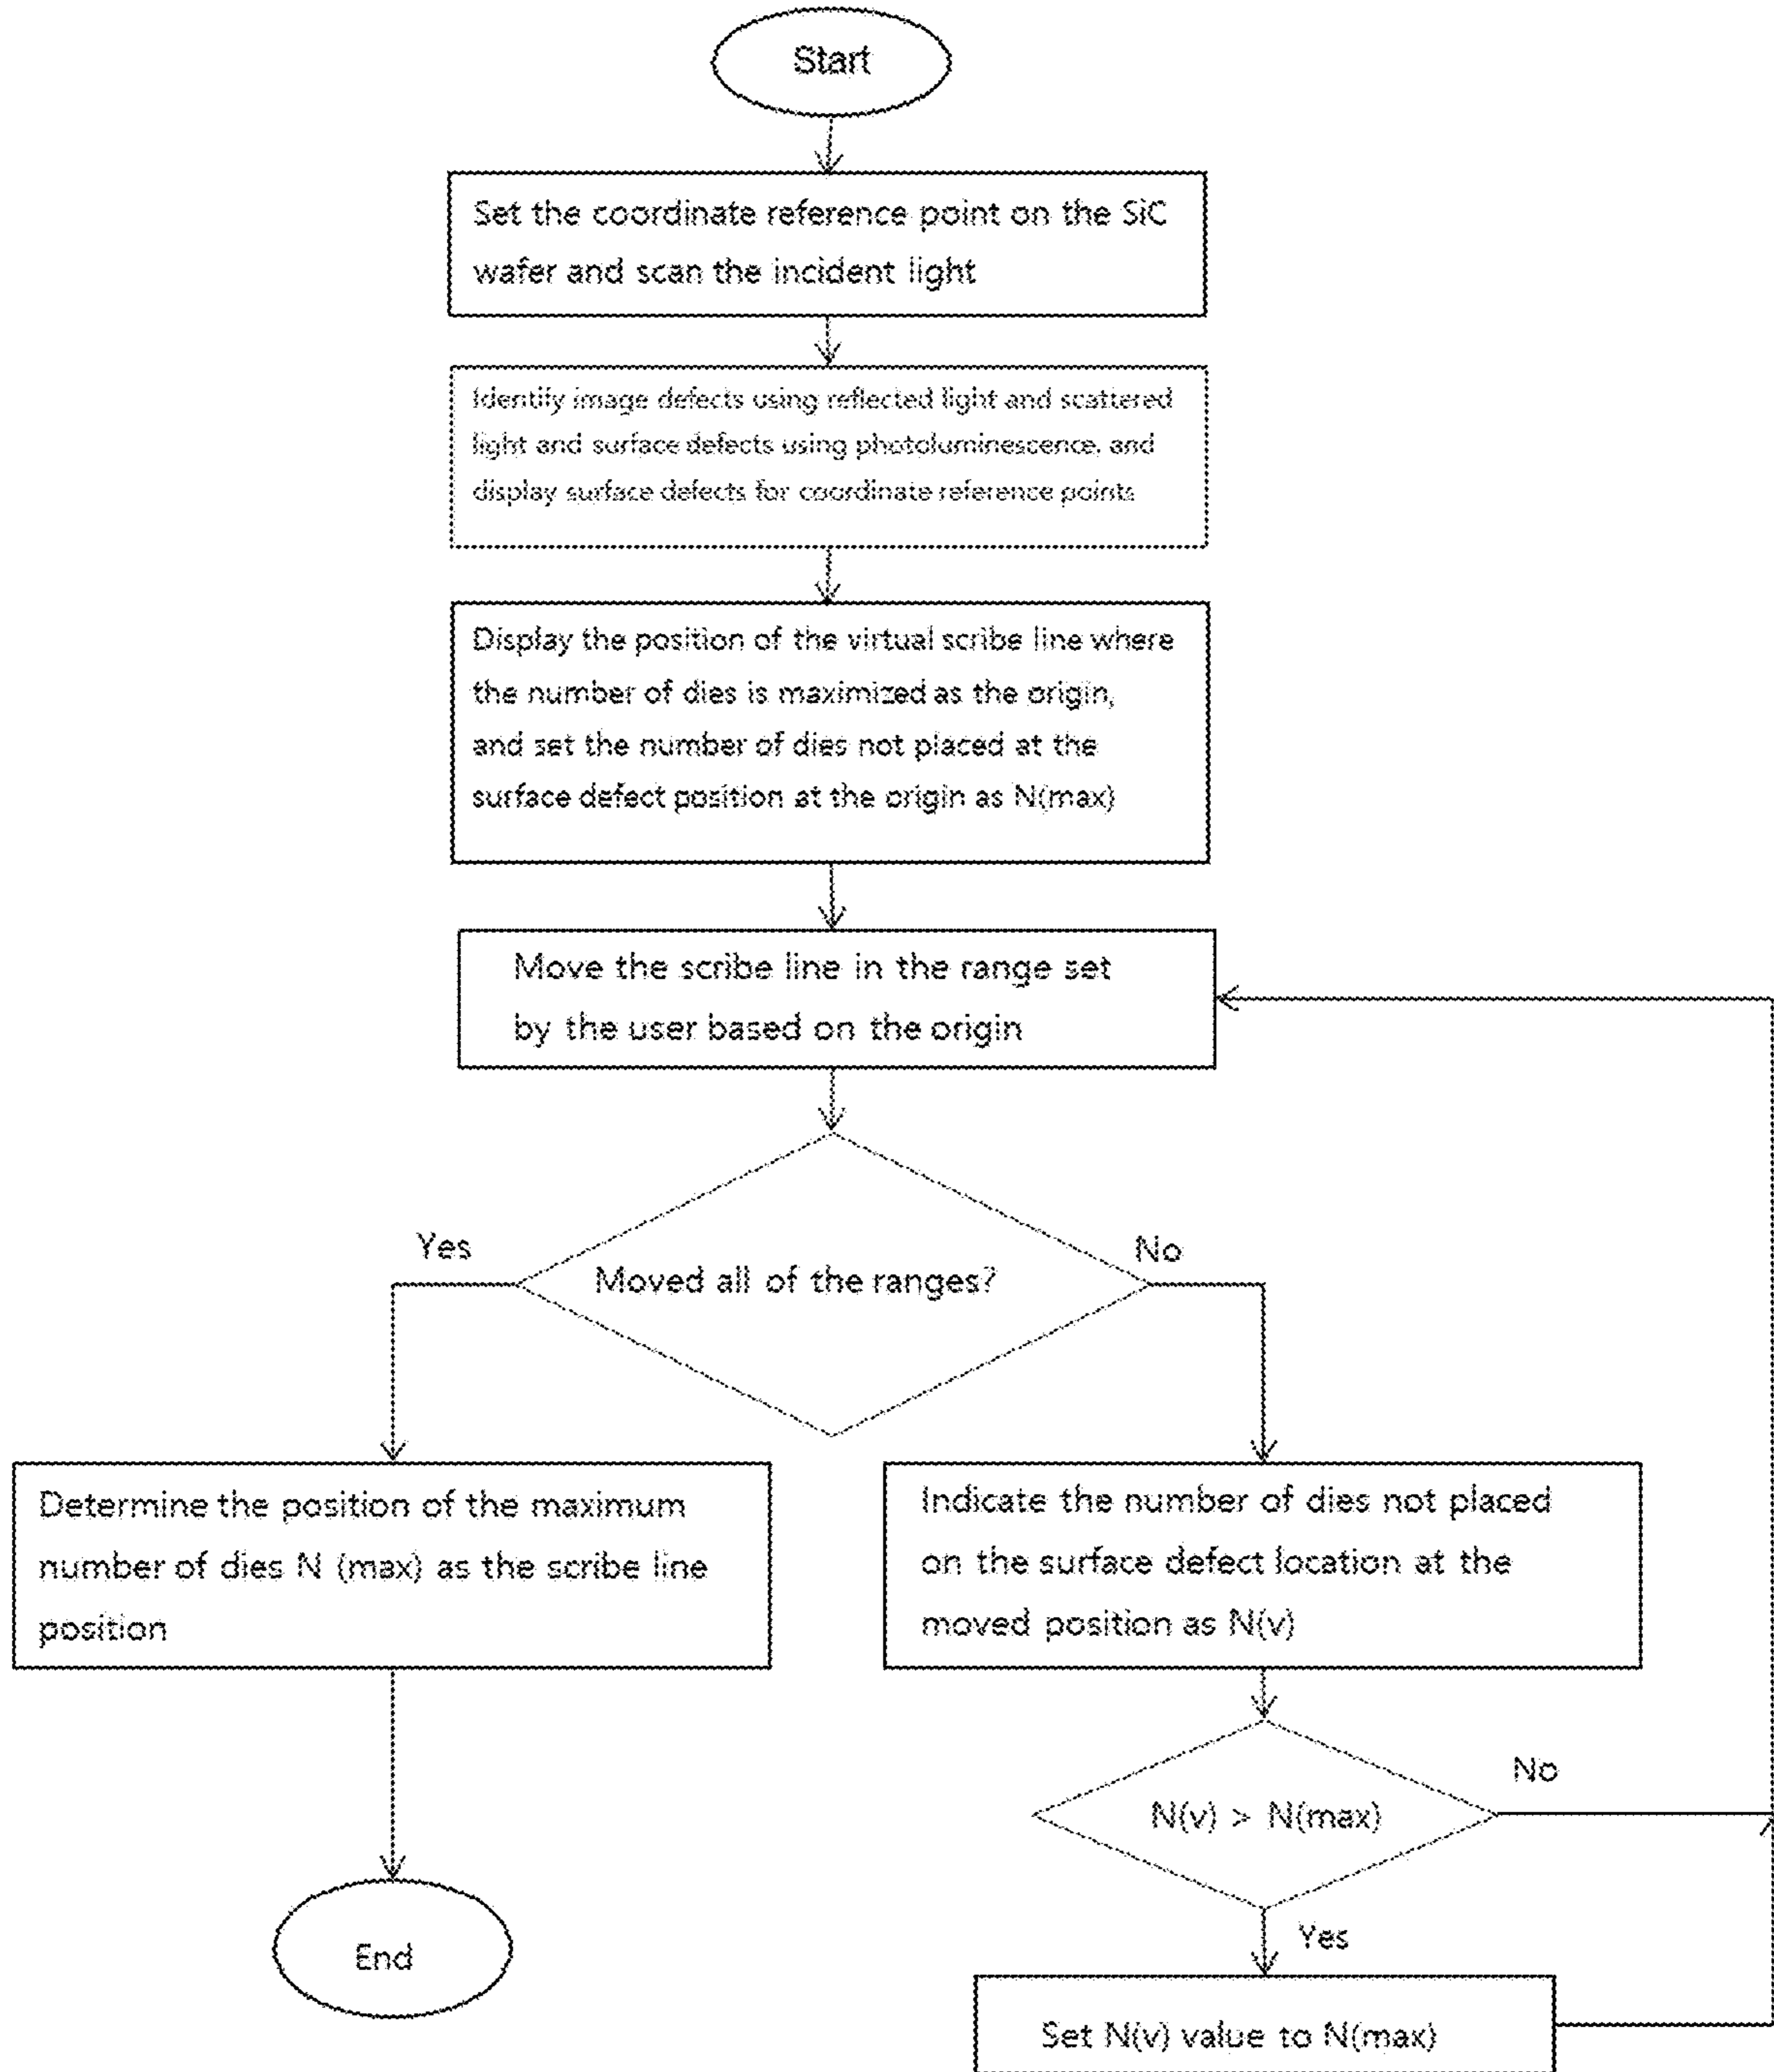 Start
Set the coordinate reference point on the SiC
wafer and scan the incident light
Identify image defects using reflected light and scattered
light and surface defects using photoluminescence, and
display surface defects for coordinate reference points
Display the position of the virtual scribe line where
the number of dies is maximized as the origin,
and set the number of dies not placed at the
surface defect position at the origin as N(max)
Move the scribe line in the range set
by the user based on the origin
Moved all of the ranges?
Yes
No
Determine the position of the maximum
number of dies N (max) as the scribe line
position
End
Indicate the number of dies not placed
on the surface defect location at the
moved position as N(v)
N(v) > N(max)
No
Yes
Set N(v) value to N(max)